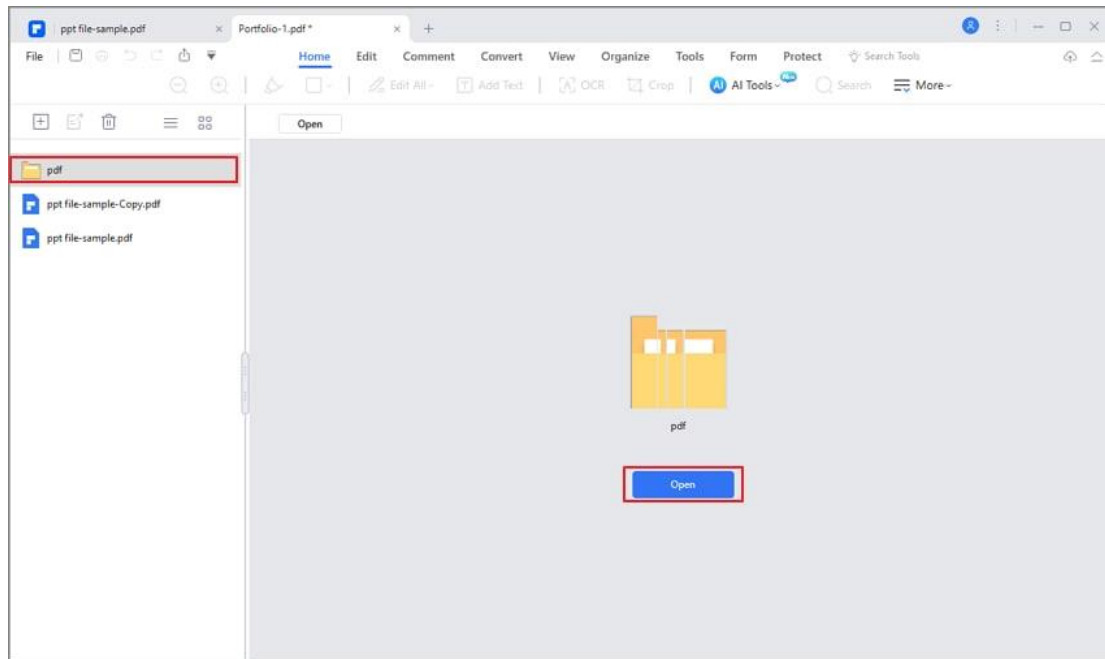 ppt file-sample.pdf
Portfolio-1.pdf *
File Home Edit Comment Convert View Organize Tools Form Protect Search Tools
Edit All Add Text OCR Crop AI AI Tools Search More
Open
pdf
ppt file-sample-Copy.pdf
ppt file-sample.pdf
pdf
Open